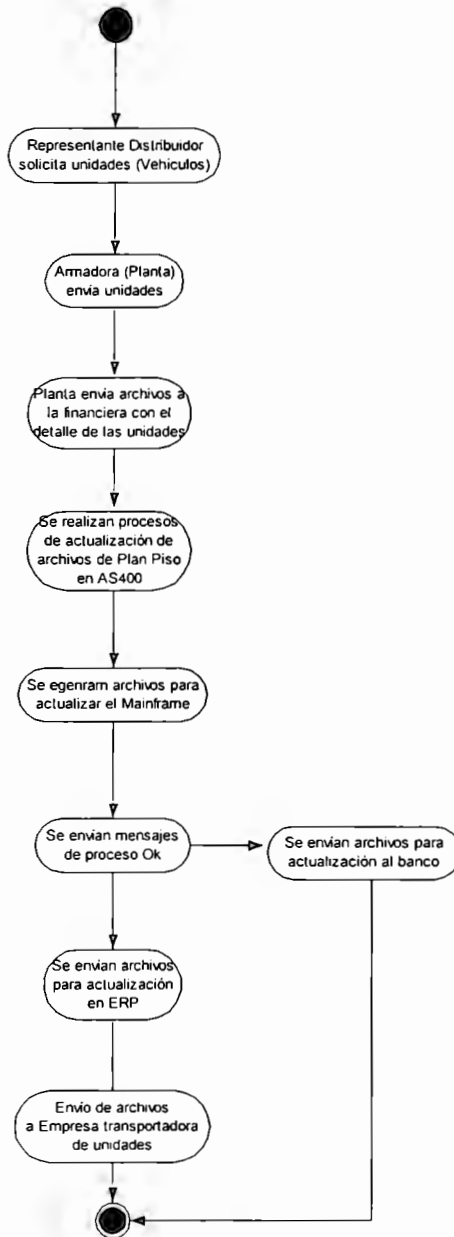 Representante Distribuidor
solicita unidades (Vehiculos)
Armadora (Planta)
envia unidades
Planta envia archivos a
la financiera con el
detalle de las unidades
Se realizan procesos
de actualización de
archivos de Plan Piso
en AS400
Se egenram archivos para
actualizar el Mainframe
Se envian mensajes
de proceso Ok
Se envían archivos para
actualización al banco
Se envian archivos
para actualización
en ERP
Envío de archivos
a Empresa transportadora
de unidades